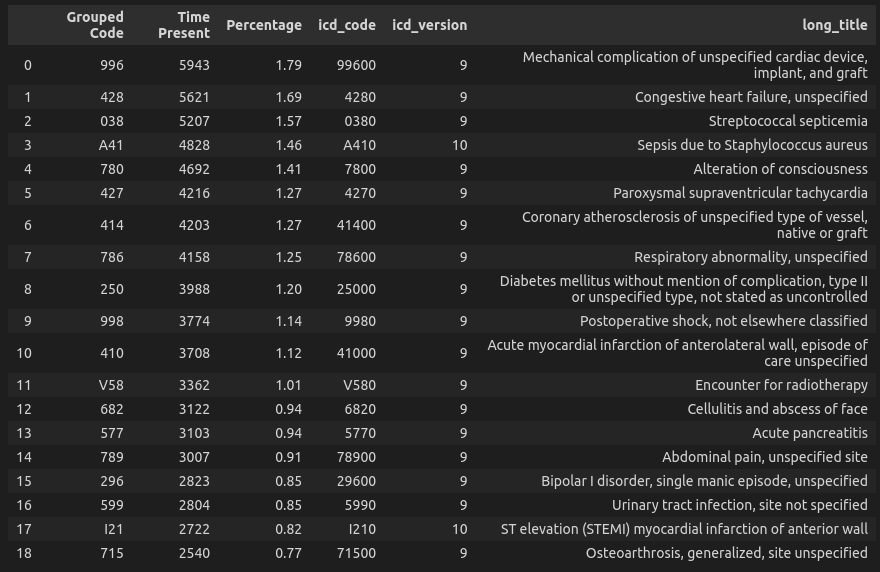 Grouped Code Time Present Percentage icd_code icd_version long_title
0 996 5943 1.79 99600 9 Mechanical complication of unspecified cardiac device,
implant, and graft
1 428 5621 1.69 4280 9 Congestive heart failure, unspecified
2 038 5207 1.57 0380 9 Streptococcal septicemia
3 A41 4828 1.46 A410 10 Sepsis due to Staphylococcus aureus
4 780 4692 1.41 7800 9 Alteration of consciousness
5 427 4216 1.27 4270 9 Paroxysmal supraventricular tachycardia
6 414 4203 1.27 41400 9 Coronary atherosclerosis of unspecified type of vessel,
native or graft
7 786 4158 1.25 78600 9 Respiratory abnormality, unspecified
8 250 3988 1.20 25000 9 Diabetes mellitus without mention of complication, type II
or unspecified type, not stated as uncontrolled
9 998 3774 1.14 9980 9 Postoperative shock, not elsewhere classified
10 410 3708 1.12 41000 9 Acute myocardial infarction of anterolateral wall, episode of
care unspecified
11 V58 3362 1.01 V580 9 Encounter for radiotherapy
12 682 3122 0.94 6820 9 Cellulitis and abscess of face
13 577 3103 0.94 5770 9 Acute pancreatitis
14 789 3007 0.91 78900 9 Abdominal pain, unspecified site
15 296 2823 0.85 29600 9 Bipolar I disorder, single manic episode, unspecified
16 599 2804 0.85 5990 9 Urinary tract infection, site not specified
17 I21 2722 0.82 I210 10 ST elevation (STEMI) myocardial infarction of anterior wall
18 715 2540 0.77 71500 9 Osteoarthrosis, generalized, site unspecified